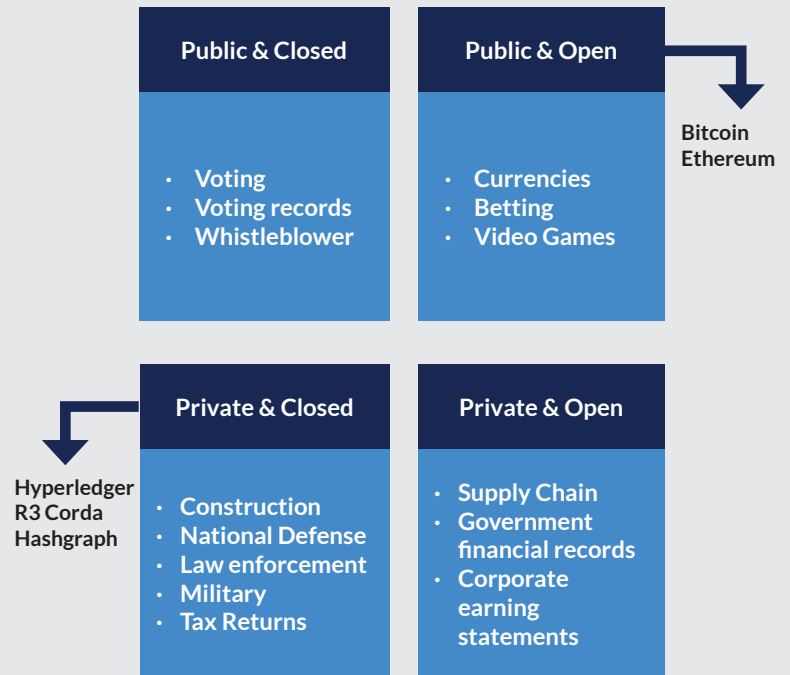 Public & Closed
· Voting
· Voting records
· Whistleblower
Public & Open
· Currencies
· Betting
· Video Games
Bitcoin
Ethereum
Private & Closed
· Construction
· National Defense
· Law enforcement
· Military
· Tax Returns
Hyperledger
R3 Corda
Hashgraph
Private & Open
· Supply Chain
· Government
financial records
· Corporate
earning
statements